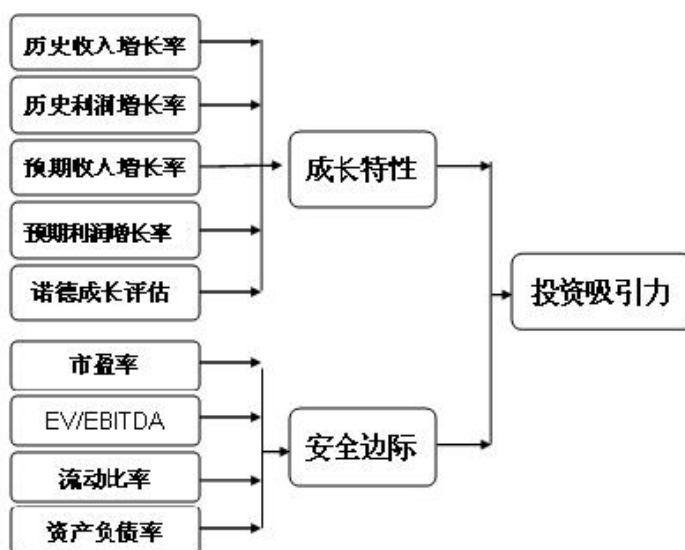 历史收入增长率
历史利润增长率
预期收入增长率
预期利润增长率
诺德成长评估
成长特性
市盈率
EV/EBITDA
流动比率
资产负债率
安全边际
投资吸引力